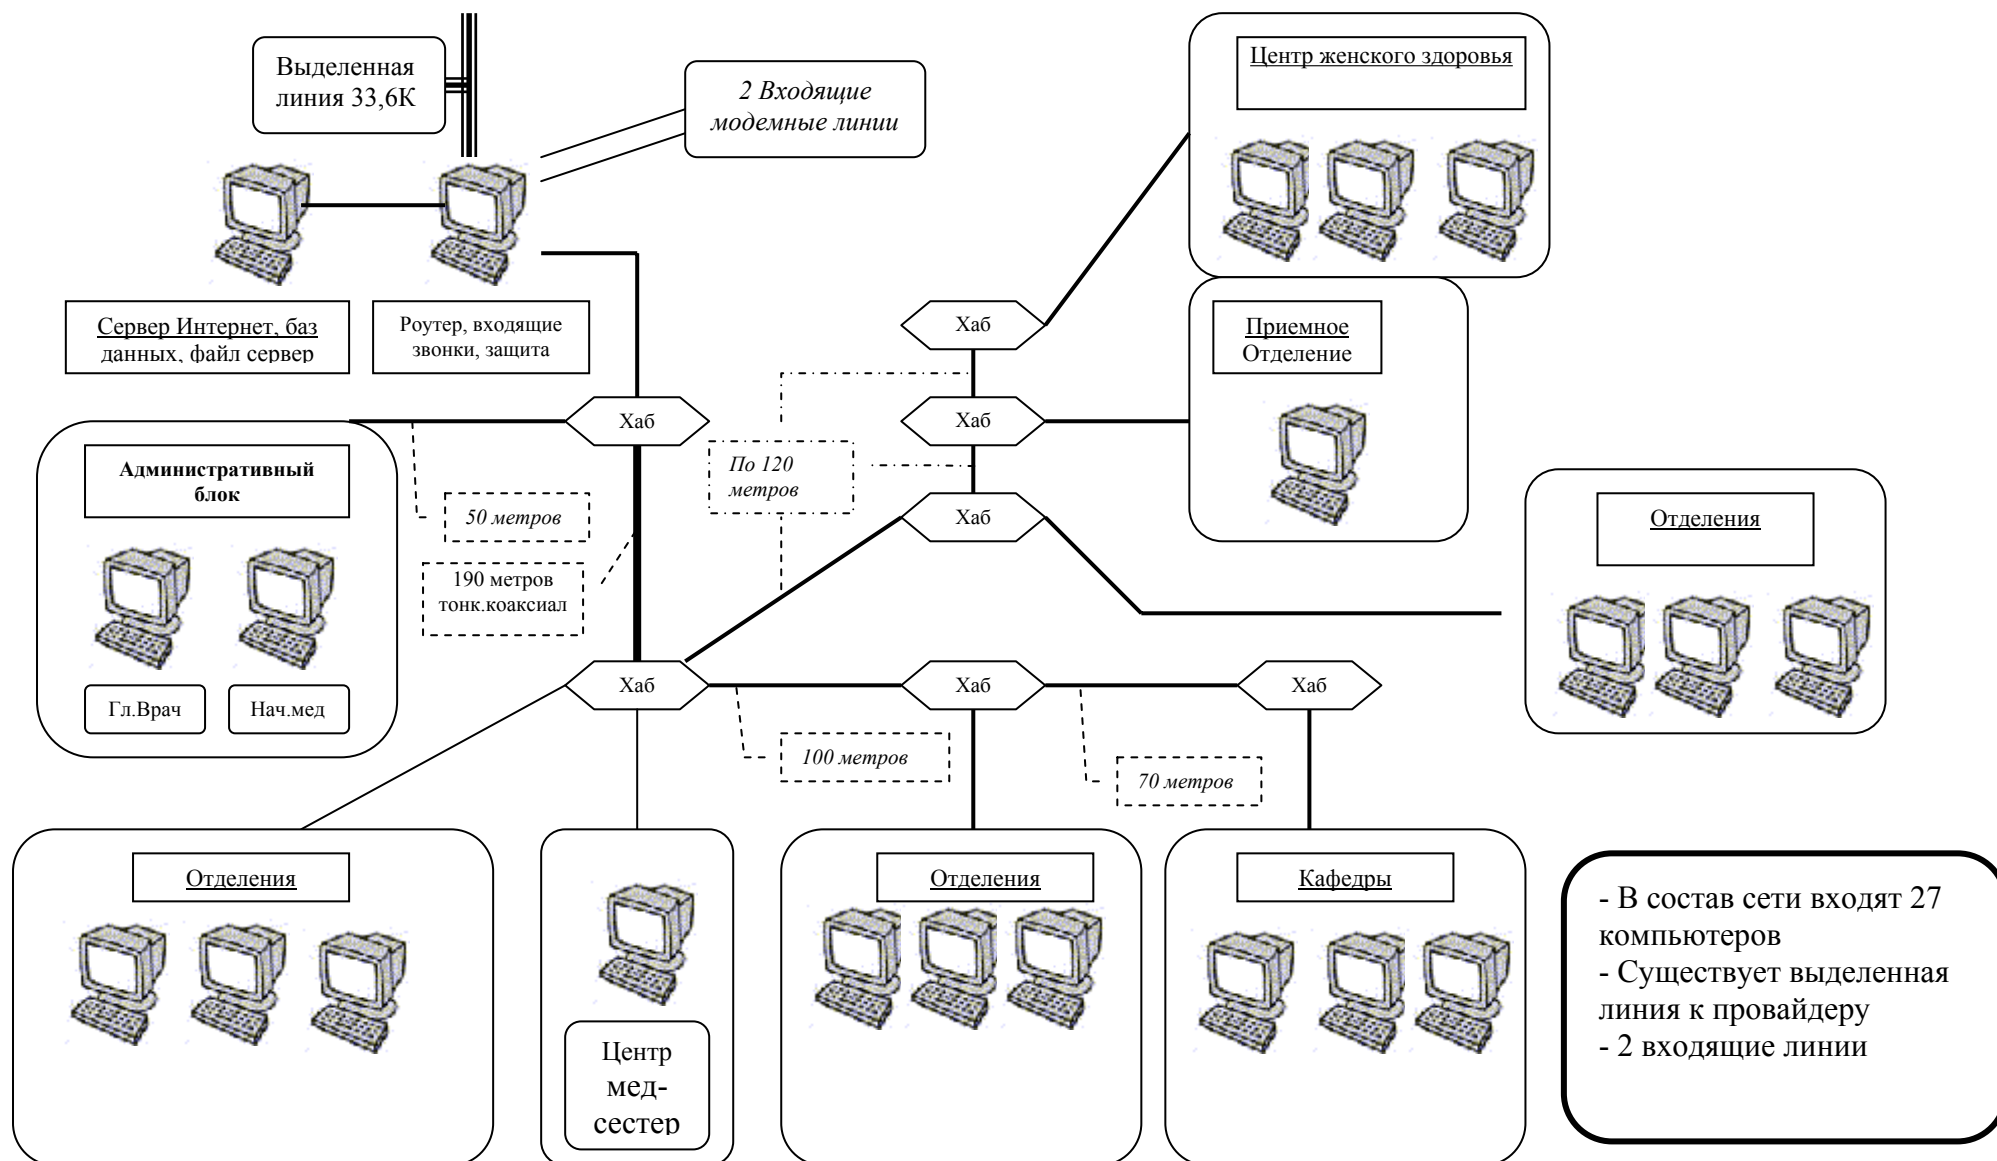 Выделенная
линия 33,6К
2 Входящие
модемные линии
Центр женского здоровья
Сервер Интернет, баз
данных, файл сервер
Роутер, входящие
звонки, защита
Хаб
Приемное
Отделение
Хаб
Хаб
Административный
блок
По 120
метров
50 метров
Хаб
Отделения
190 метров
тонк.коаксиал
Хаб
Хаб
Хаб
Гл.Врач
Нач.мед
100 метров
70 метров
Отделения
Отделения
Кафедры
- В состав сети входят 27
компьютеров
- Существует выделенная
линия к провайдеру
- 2 входящие линии
Центр
мед-
сестер